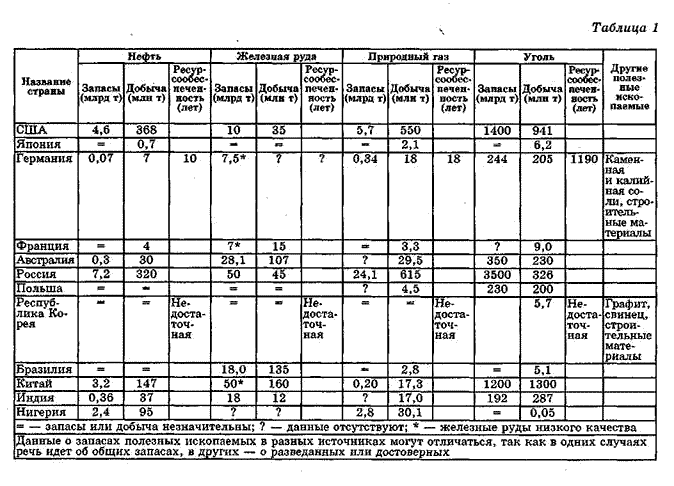 Таблица 1
Название страны | Нефть | Железная руда | Природный газ | Уголь | Другие полезные ископаемые
Запасы (млрд т) | Добыча (млн т) | Ресурсообеспеченность (лет) | Запасы (млрд т) | Добыча (млн т) | Ресурсообеспеченность (лет) | Запасы (млрд т) | Добыча (млн т) | Ресурсообеспеченность (лет) | Запасы (млрд т) | Добыча (млн т) | Ресурсообеспеченность (лет)
США | 4,6 | 368 | | 10 | 35 | | 5,7 | 550 | | 1400 | 941 | |
Япония | = | 0,7 | | = | = | | = | 2,1 | | = | 6,2 | |
Германия | 0,07 | 7 | 10 | 7,5* | ? | ? | 0,34 | 18 | 18 | 244 | 205 | 1190 | Каменная и калийная соли, строительные материалы
Франция | = | 4 | | 7* | 15 | | = | 3,3 | | ? | 9,0 | |
Австралия | 0,3 | 30 | | 28,1 | 107 | | ? | 29,5 | | 350 | 230 | |
Россия | 7,2 | 320 | | 50 | 45 | | 24,1 | 615 | | 3500 | 326 | |
Польша | = | = | | = | = | | ? | 4,5 | | 230 | 200 | |
Республика Корея | = | = | Недостаточная | = | = | Недостаточная | = | = | Недостаточная | | 5,7 | Недостаточная | Графит, свинец, строительные материалы
Бразилия | = | = | | 18,0 | 135 | | = | 2,8 | | = | 5,1 | |
Китай | 3,2 | 147 | | 50* | 160 | | 0,20 | 17,3 | | 1200 | 1300 | |
Индия | 0,36 | 37 | | 18 | 12 | | ? | 17,0 | | 192 | 287 | |
Нигерия | 2,4 | 95 | | ? | ? | | 2,8 | 30,1 | | = | 0,05 | |
= — запасы или добыча незначительны; ? — данные отсутствуют; * — железные руды низкого качества
Данные о запасах полезных ископаемых в разных источниках могут отличаться, так как в одних случаях
речь идет об общих запасах, в других — о разведанных или достоверных